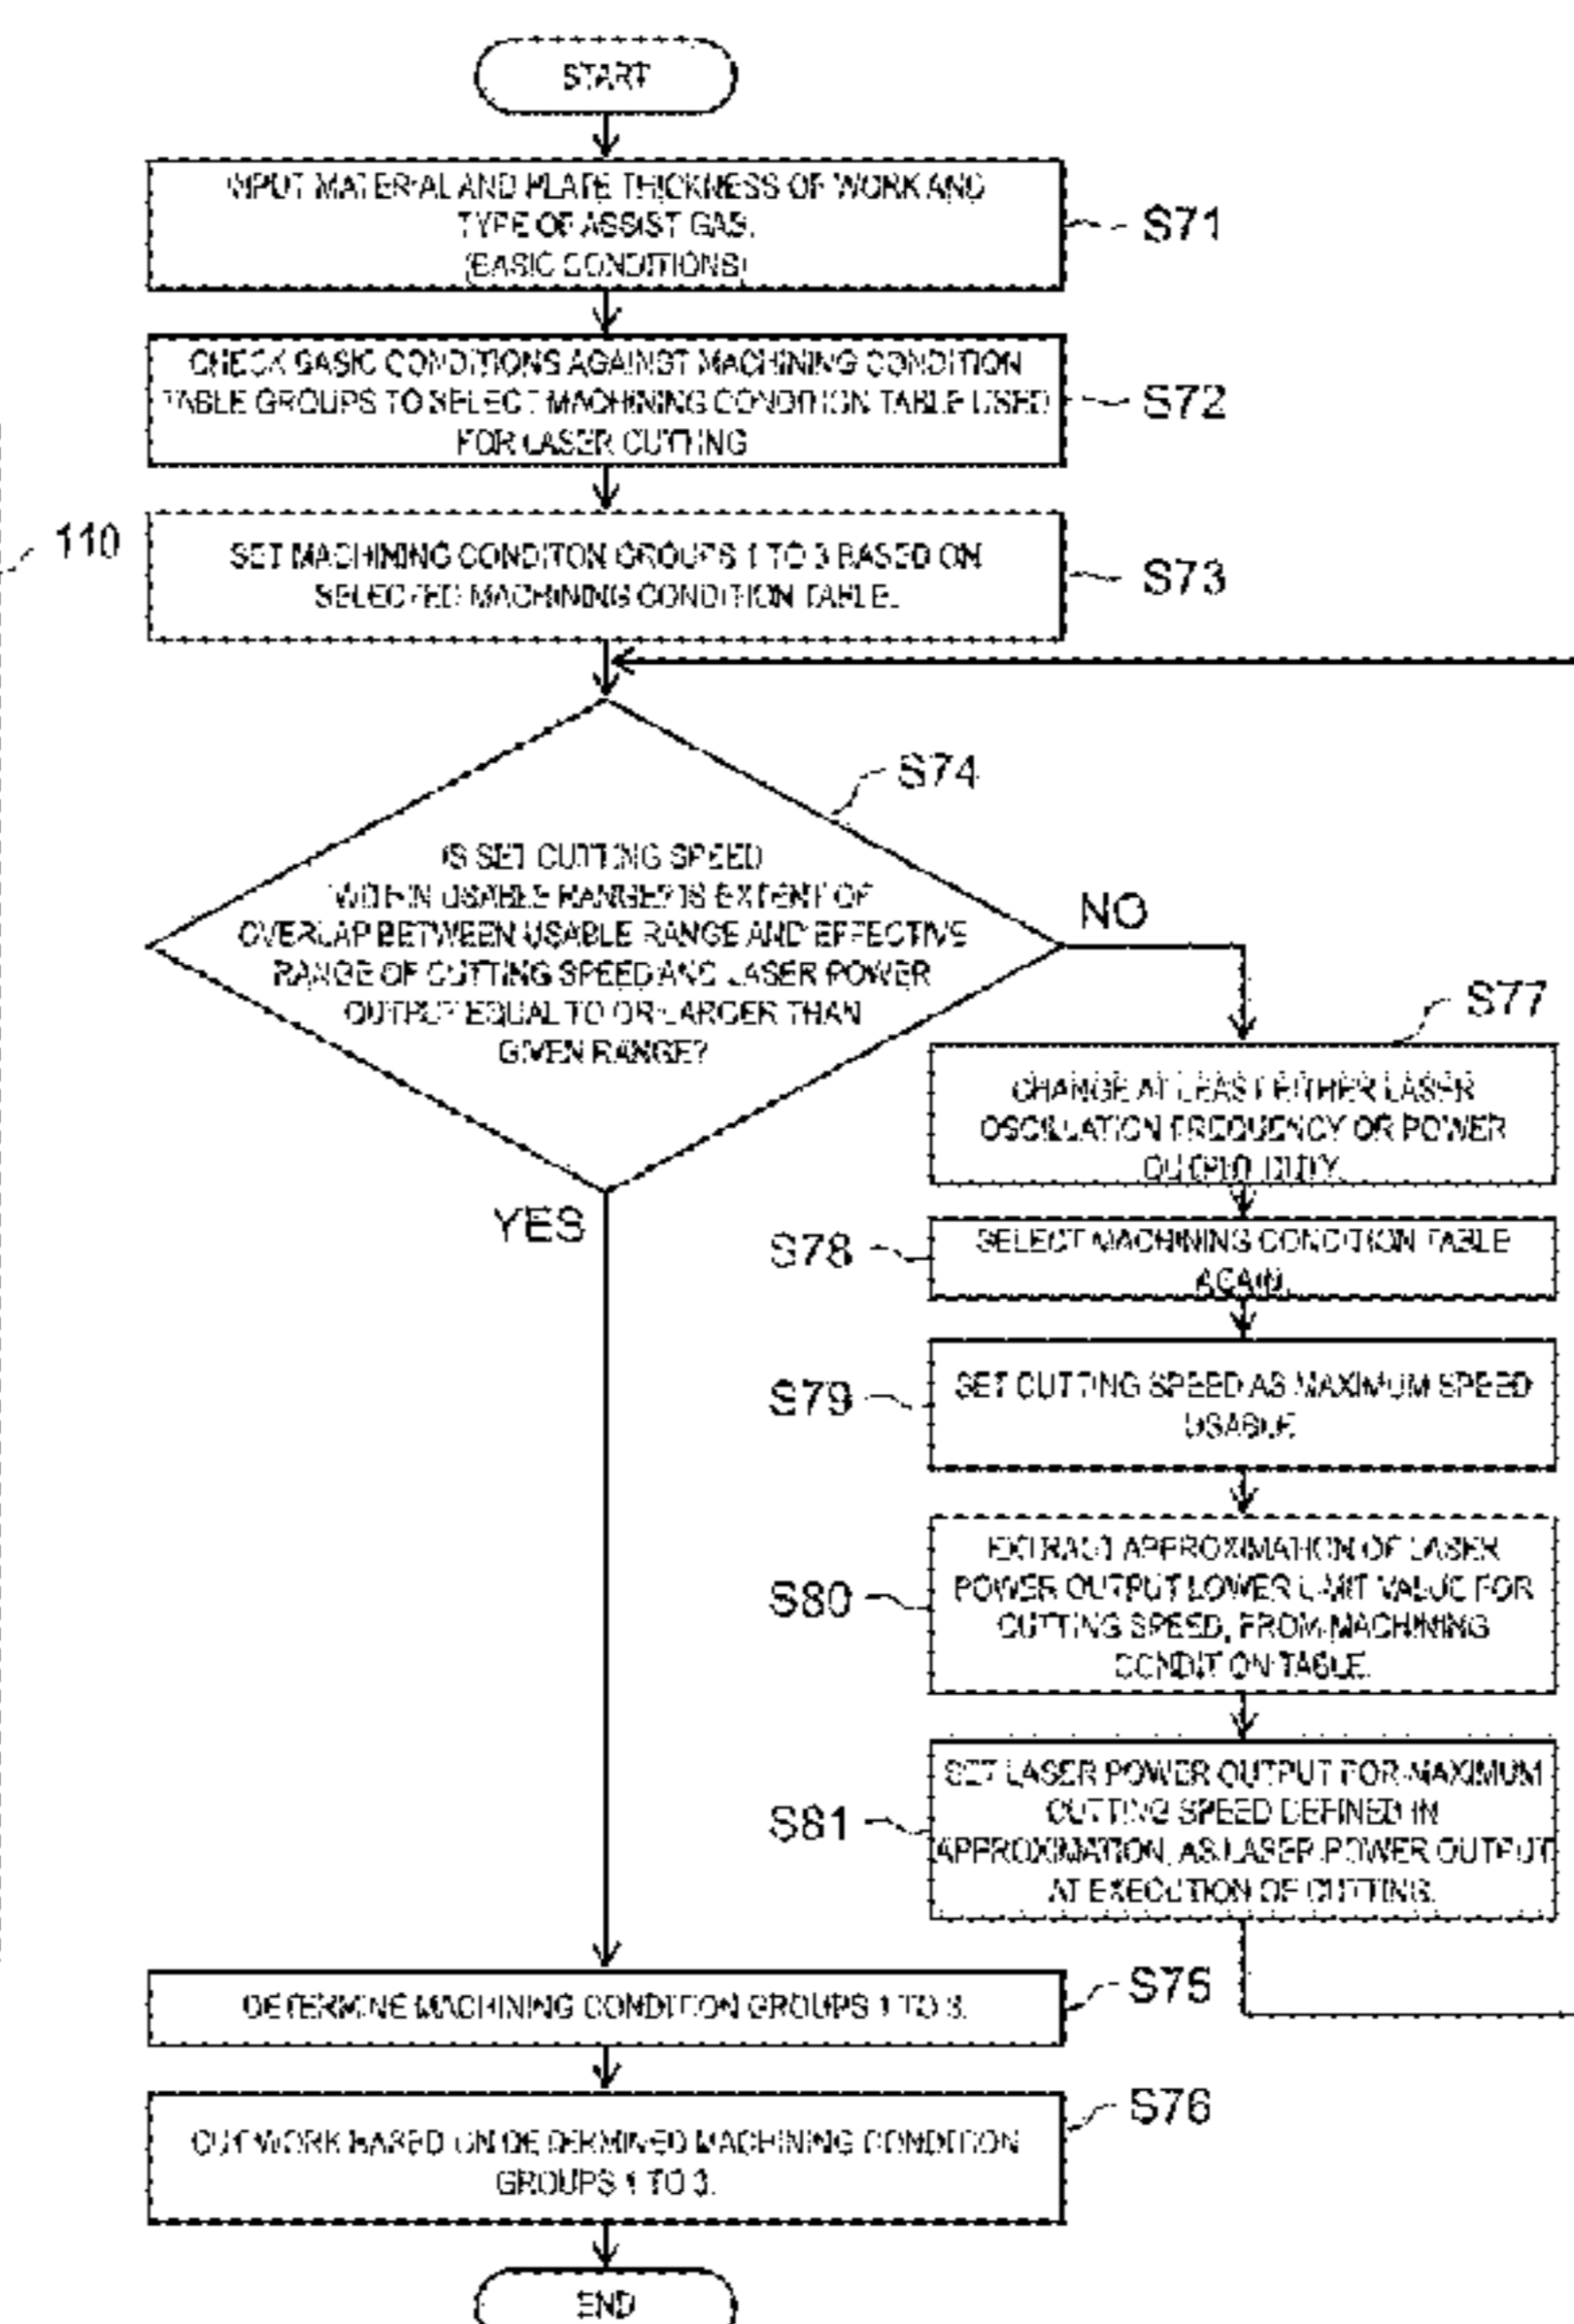 START
INPUT MATERIAL AND PLATE THICKNESS OF WORK AND
TYPE OF ASSIST GAS.
(BASIC CONDITIONS)
S71
CHECK BASIC CONDITIONS AGAINST MACHINING CONDITION
TABLE GROUPS TO SELECT MACHINING CONDITION TABLE USED
FOR LASER CUTTING
S72
110
SET MACHINING CONDITON GROUPS 1 TO 3 BASED ON
SELECTED MACHINING CONDITION TABLE.
S73
S74
IS SET CUTTING SPEED
WITHIN USABLE RANGE? IS EXTENT OF
OVERLAP BETWEEN USABLE RANGE AND EFFECTIVE
RANGE OF CUTTING SPEED AND LASER POWER
OUTPUT EQUAL TO OR LARGER THAN
GIVEN RANGE?
NO
YES
S77
CHANGE AT LEAST EITHER LASER
OSCILLATION FREQUENCY OR POWER
OUTPUT DUTY.
S78
SELECT MACHINING CONDITION TABLE
AGAIN.
S79
SET CUTTING SPEED AS MAXIMUM SPEED
USABLE
S80
EXTRACT APPROXIMATION OF LASER
POWER OUTPUT LOWER LIMIT VALUE FOR
CUTTING SPEED, FROM MACHINING
CONDITION TABLE.
S81
SET LASER POWER OUTPUT FOR MAXIMUM
CUTTING SPEED DEFINED IN
APPROXIMATION, AS LASER POWER OUTPUT
AT EXECUTION OF CUTTING.
DETERMINE MACHINING CONDITION GROUPS 1 TO 3.
S75
CUT WORK BASED ON DETERMINED MACHINING CONDITION
GROUPS 1 TO 3.
S76
END